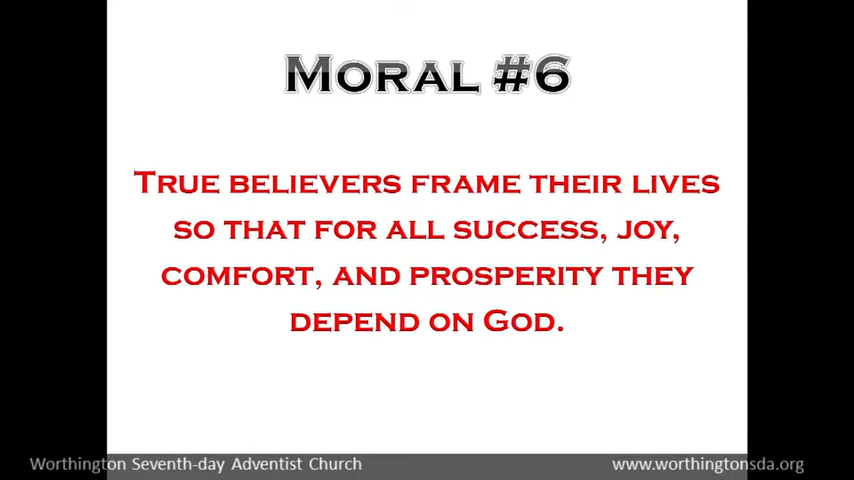 Moral #6
True believers frame their lives
so that for all success, joy,
comfort, and prosperity they
depend on God.
Worthington Seventh-day Adventist Church www.worthingtonsda.org